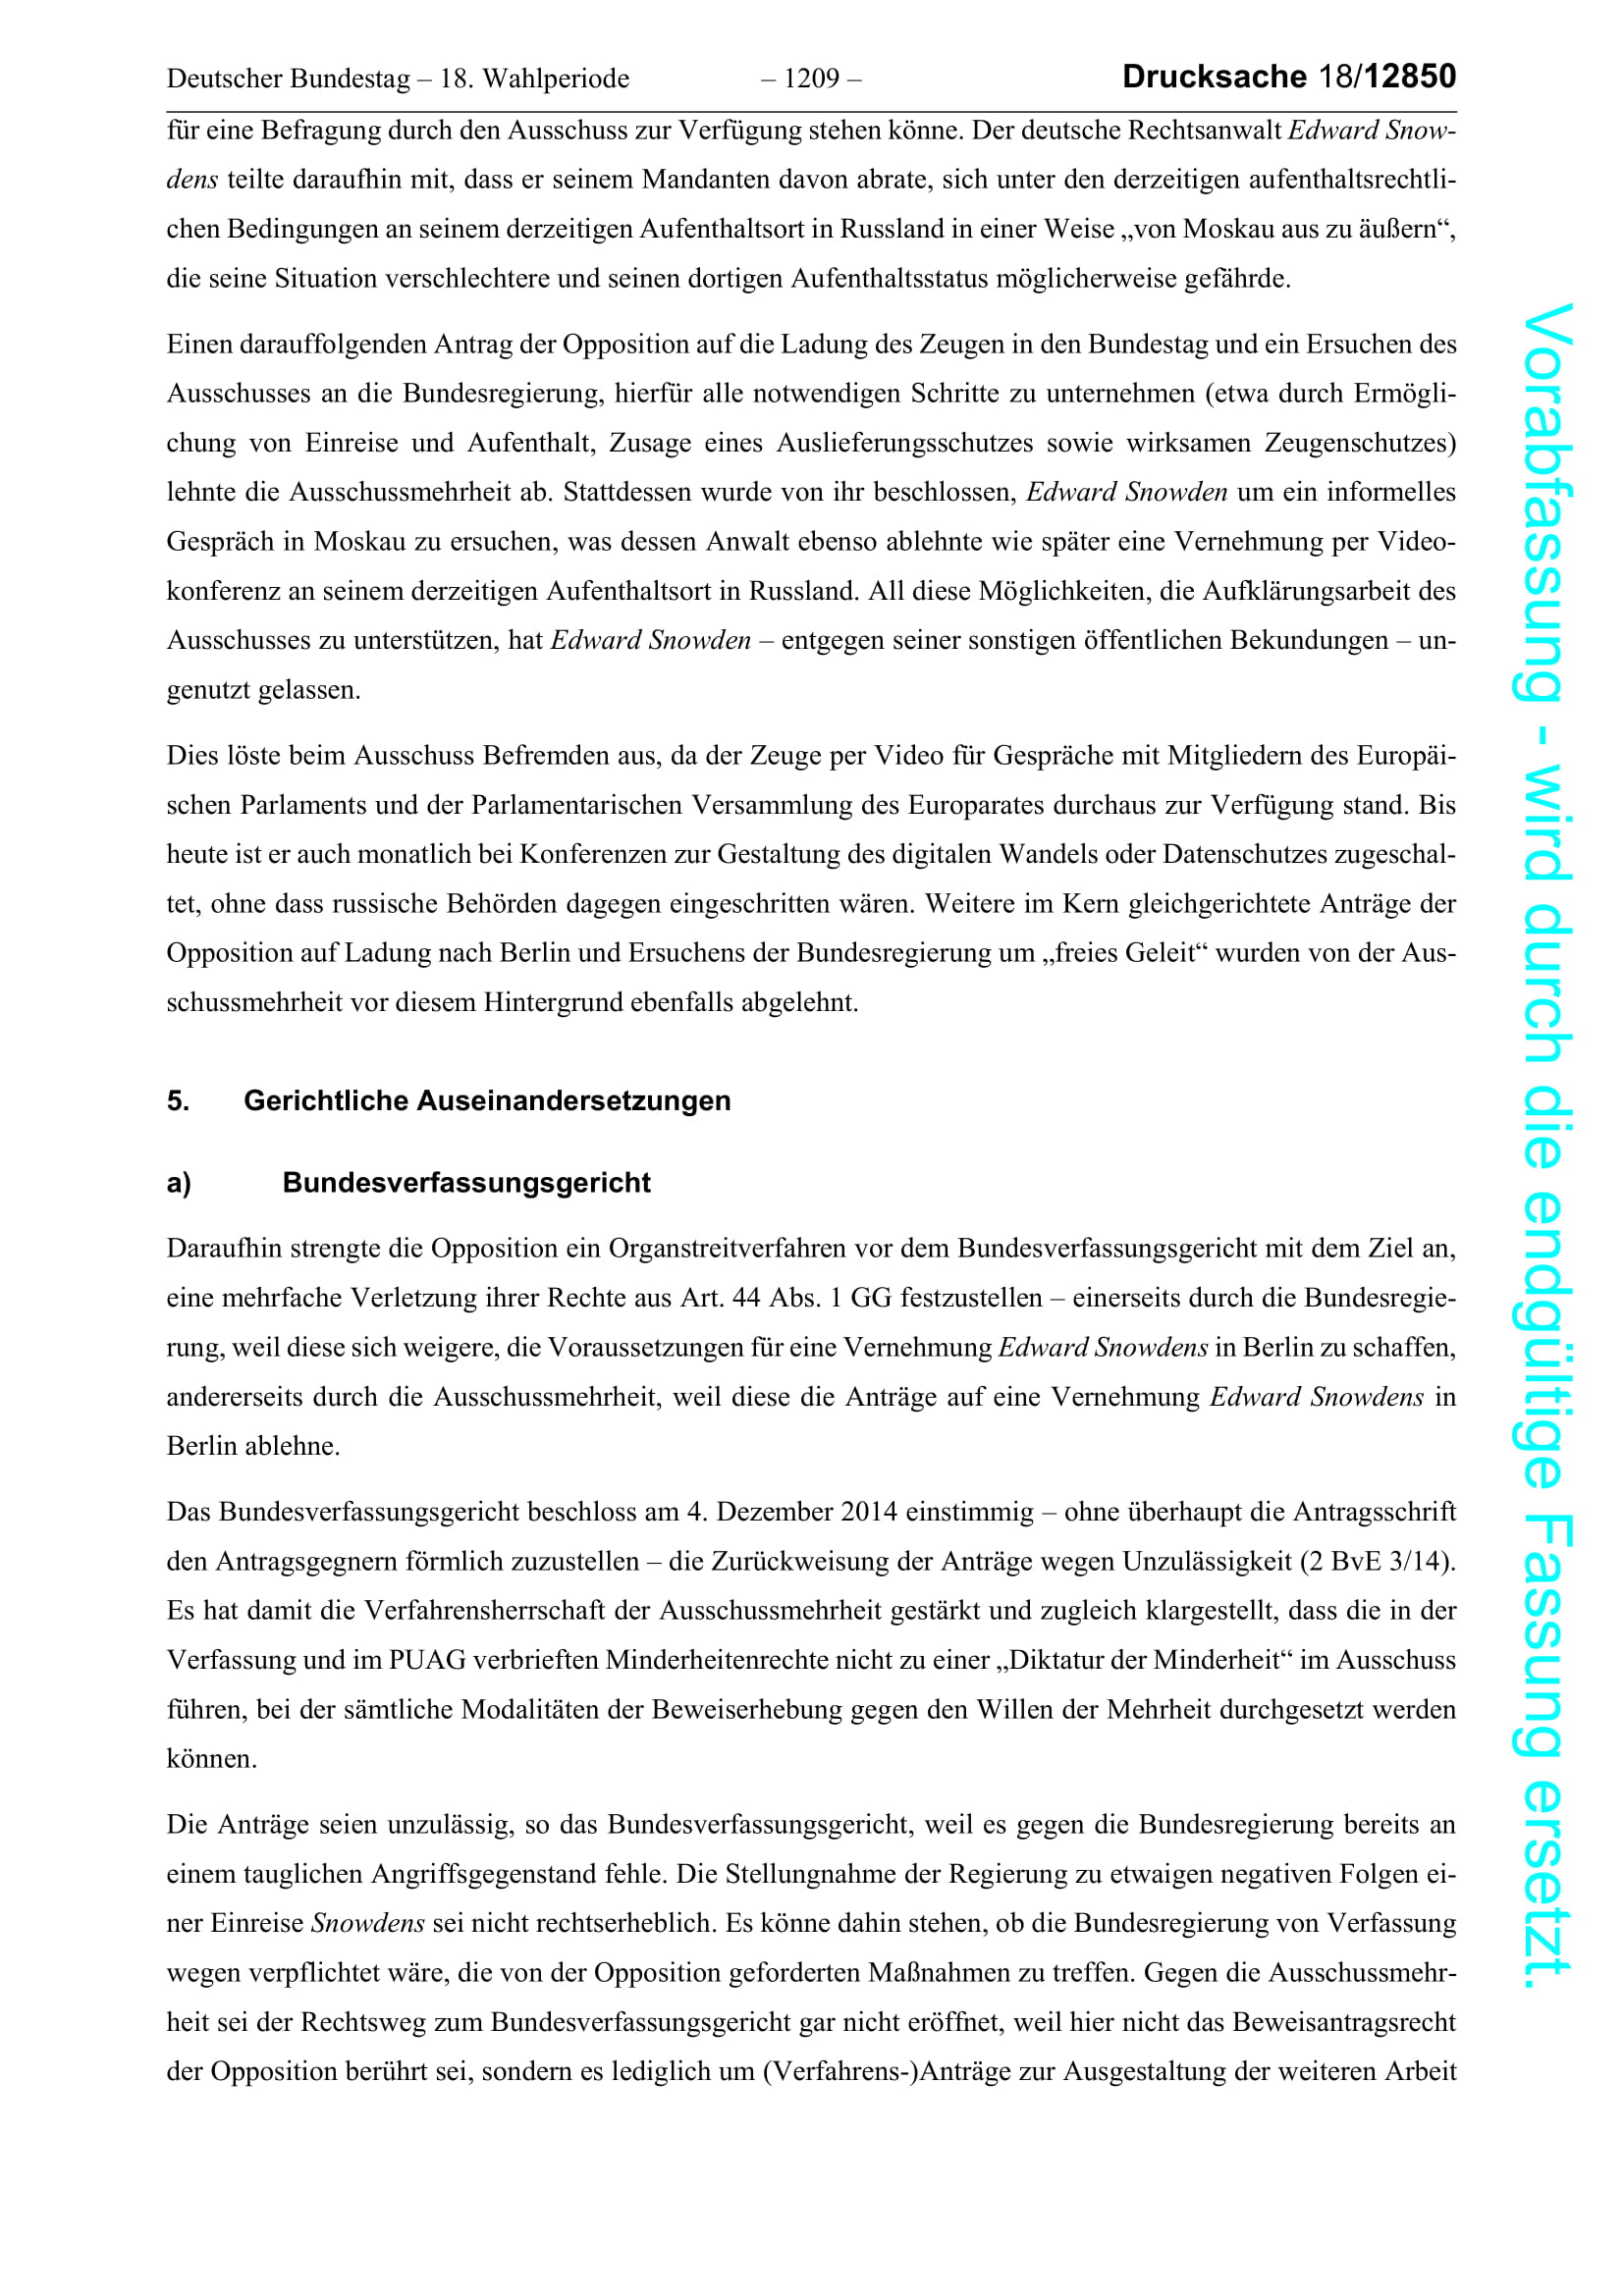 Deutscher Bundestag – 18. Wahlperiode – 1209 – Drucksache 18/12850
für eine Befragung durch den Ausschuss zur Verfügung stehen könne. Der deutsche Rechtsanwalt Edward Snow-
dens teilte daraufhin mit, dass er seinem Mandanten davon abrate, sich unter den derzeitigen aufenthaltsrechtli-
chen Bedingungen an seinem derzeitigen Aufenthaltsort in Russland in einer Weise „von Moskau aus zu äußern“,
die seine Situation verschlechtere und seinen dortigen Aufenthaltsstatus möglicherweise gefährde.
Einen darauffolgenden Antrag der Opposition auf die Ladung des Zeugen in den Bundestag und ein Ersuchen des
Ausschusses an die Bundesregierung, hierfür alle notwendigen Schritte zu unternehmen (etwa durch Ermögli-
chung von Einreise und Aufenthalt, Zusage eines Auslieferungsschutzes sowie wirksamen Zeugenschutzes)
lehnte die Ausschussmehrheit ab. Stattdessen wurde von ihr beschlossen, Edward Snowden um ein informelles
Gespräch in Moskau zu ersuchen, was dessen Anwalt ebenso ablehnte wie später eine Vernehmung per Video-
konferenz an seinem derzeitigen Aufenthaltsort in Russland. All diese Möglichkeiten, die Aufklärungsarbeit des
Ausschusses zu unterstützen, hat Edward Snowden – entgegen seiner sonstigen öffentlichen Bekundungen – un-
genutzt gelassen.
Dies löste beim Ausschuss Befremden aus, da der Zeuge per Video für Gespräche mit Mitgliedern des Europäi-
schen Parlaments und der Parlamentarischen Versammlung des Europarates durchaus zur Verfügung stand. Bis
heute ist er auch monatlich bei Konferenzen zur Gestaltung des digitalen Wandels oder Datenschutzes zugeschal-
tet, ohne dass russische Behörden dagegen eingeschritten wären. Weitere im Kern gleichgerichtete Anträge der
Opposition auf Ladung nach Berlin und Ersuchens der Bundesregierung um „freies Geleit“ wurden von der Aus-
schussmehrheit vor diesem Hintergrund ebenfalls abgelehnt.
5. Gerichtliche Auseinandersetzungen
a) Bundesverfassungsgericht
Daraufhin strengte die Opposition ein Organstreitverfahren vor dem Bundesverfassungsgericht mit dem Ziel an,
eine mehrfache Verletzung ihrer Rechte aus Art. 44 Abs. 1 GG festzustellen – einerseits durch die Bundesregie-
rung, weil diese sich weigere, die Voraussetzungen für eine Vernehmung Edward Snowdens in Berlin zu schaffen,
andererseits durch die Ausschussmehrheit, weil diese die Anträge auf eine Vernehmung Edward Snowdens in
Berlin ablehne.
Das Bundesverfassungsgericht beschloss am 4. Dezember 2014 einstimmig – ohne überhaupt die Antragsschrift
den Antragsgegnern förmlich zuzustellen – die Zurückweisung der Anträge wegen Unzulässigkeit (2 BvE 3/14).
Es hat damit die Verfahrensherrschaft der Ausschussmehrheit gestärkt und zugleich klargestellt, dass die in der
Verfassung und im PUAG verbrieften Minderheitenrechte nicht zu einer „Diktatur der Minderheit“ im Ausschuss
führen, bei der sämtliche Modalitäten der Beweiserhebung gegen den Willen der Mehrheit durchgesetzt werden
können.
Die Anträge seien unzulässig, so das Bundesverfassungsgericht, weil es gegen die Bundesregierung bereits an
einem tauglichen Angriffsgegenstand fehle. Die Stellungnahme der Regierung zu etwaigen negativen Folgen ei-
ner Einreise Snowdens sei nicht rechtserheblich. Es könne dahin stehen, ob die Bundesregierung von Verfassung
wegen verpflichtet wäre, die von der Opposition geforderten Maßnahmen zu treffen. Gegen die Ausschussmehr-
heit sei der Rechtsweg zum Bundesverfassungsgericht gar nicht eröffnet, weil hier nicht das Beweisantragsrecht
der Opposition berührt sei, sondern es lediglich um (Verfahrens-)Anträge zur Ausgestaltung der weiteren Arbeit
Vorabfassung - wird durch die endgültige Fassung ersetzt.